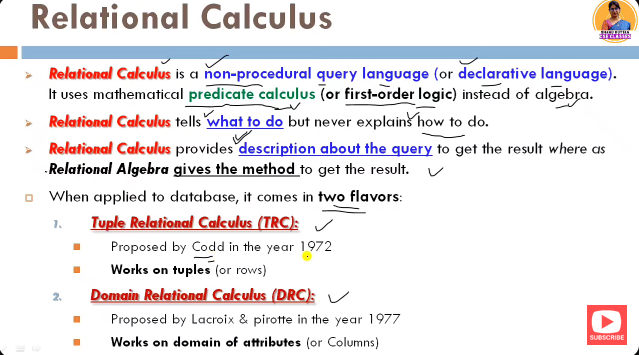 Relational Calculus
Relational Calculus is a non-procedural query language (or declarative language).
It uses mathematical predicate calculus (or first-order logic) instead of algebra.
Relational Calculus tells what to do but never explains how to do.
Relational Calculus provides description about the query to get the result where as
Relational Algebra gives the method to get the result.
When applied to database, it comes in two flavors:
1. Tuple Relational Calculus (TRC):
Proposed by Codd in the year 1972
Works on tuples (or rows)
2. Domain Relational Calculus (DRC):
Proposed by Lacroix & pirotte in the year 1977
Works on domain of attributes (or Columns)
SUBSCRIBE